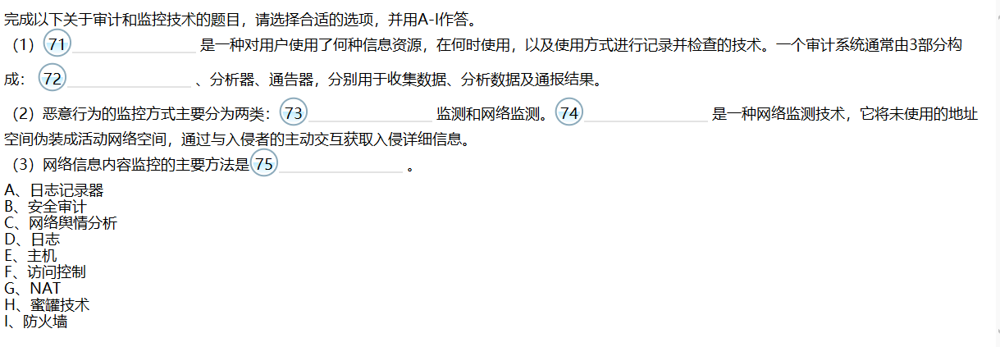 完成以下关于审计和监控技术的题目，请选择合适的选项，并用A-I作答。
（1）71 是一种对用户使用了何种信息资源，在何时使用，以及使用方式进行记录并检查的技术。一个审计系统通常由3部分构
成： 72 、分析器、通告器，分别用于收集数据、分析数据及通报结果。
（2）恶意行为的监控方式主要分为两类：73 监测和网络监测。74 是一种网络监测技术，它将未使用的地址
空间伪装成活动网络空间，通过与入侵者的主动交互获取入侵详细信息。
（3）网络信息内容监控的主要方法是75 。
A、日志记录器
B、安全审计
C、网络舆情分析
D、日志
E、主机
F、访问控制
G、NAT
H、蜜罐技术
I、防火墙